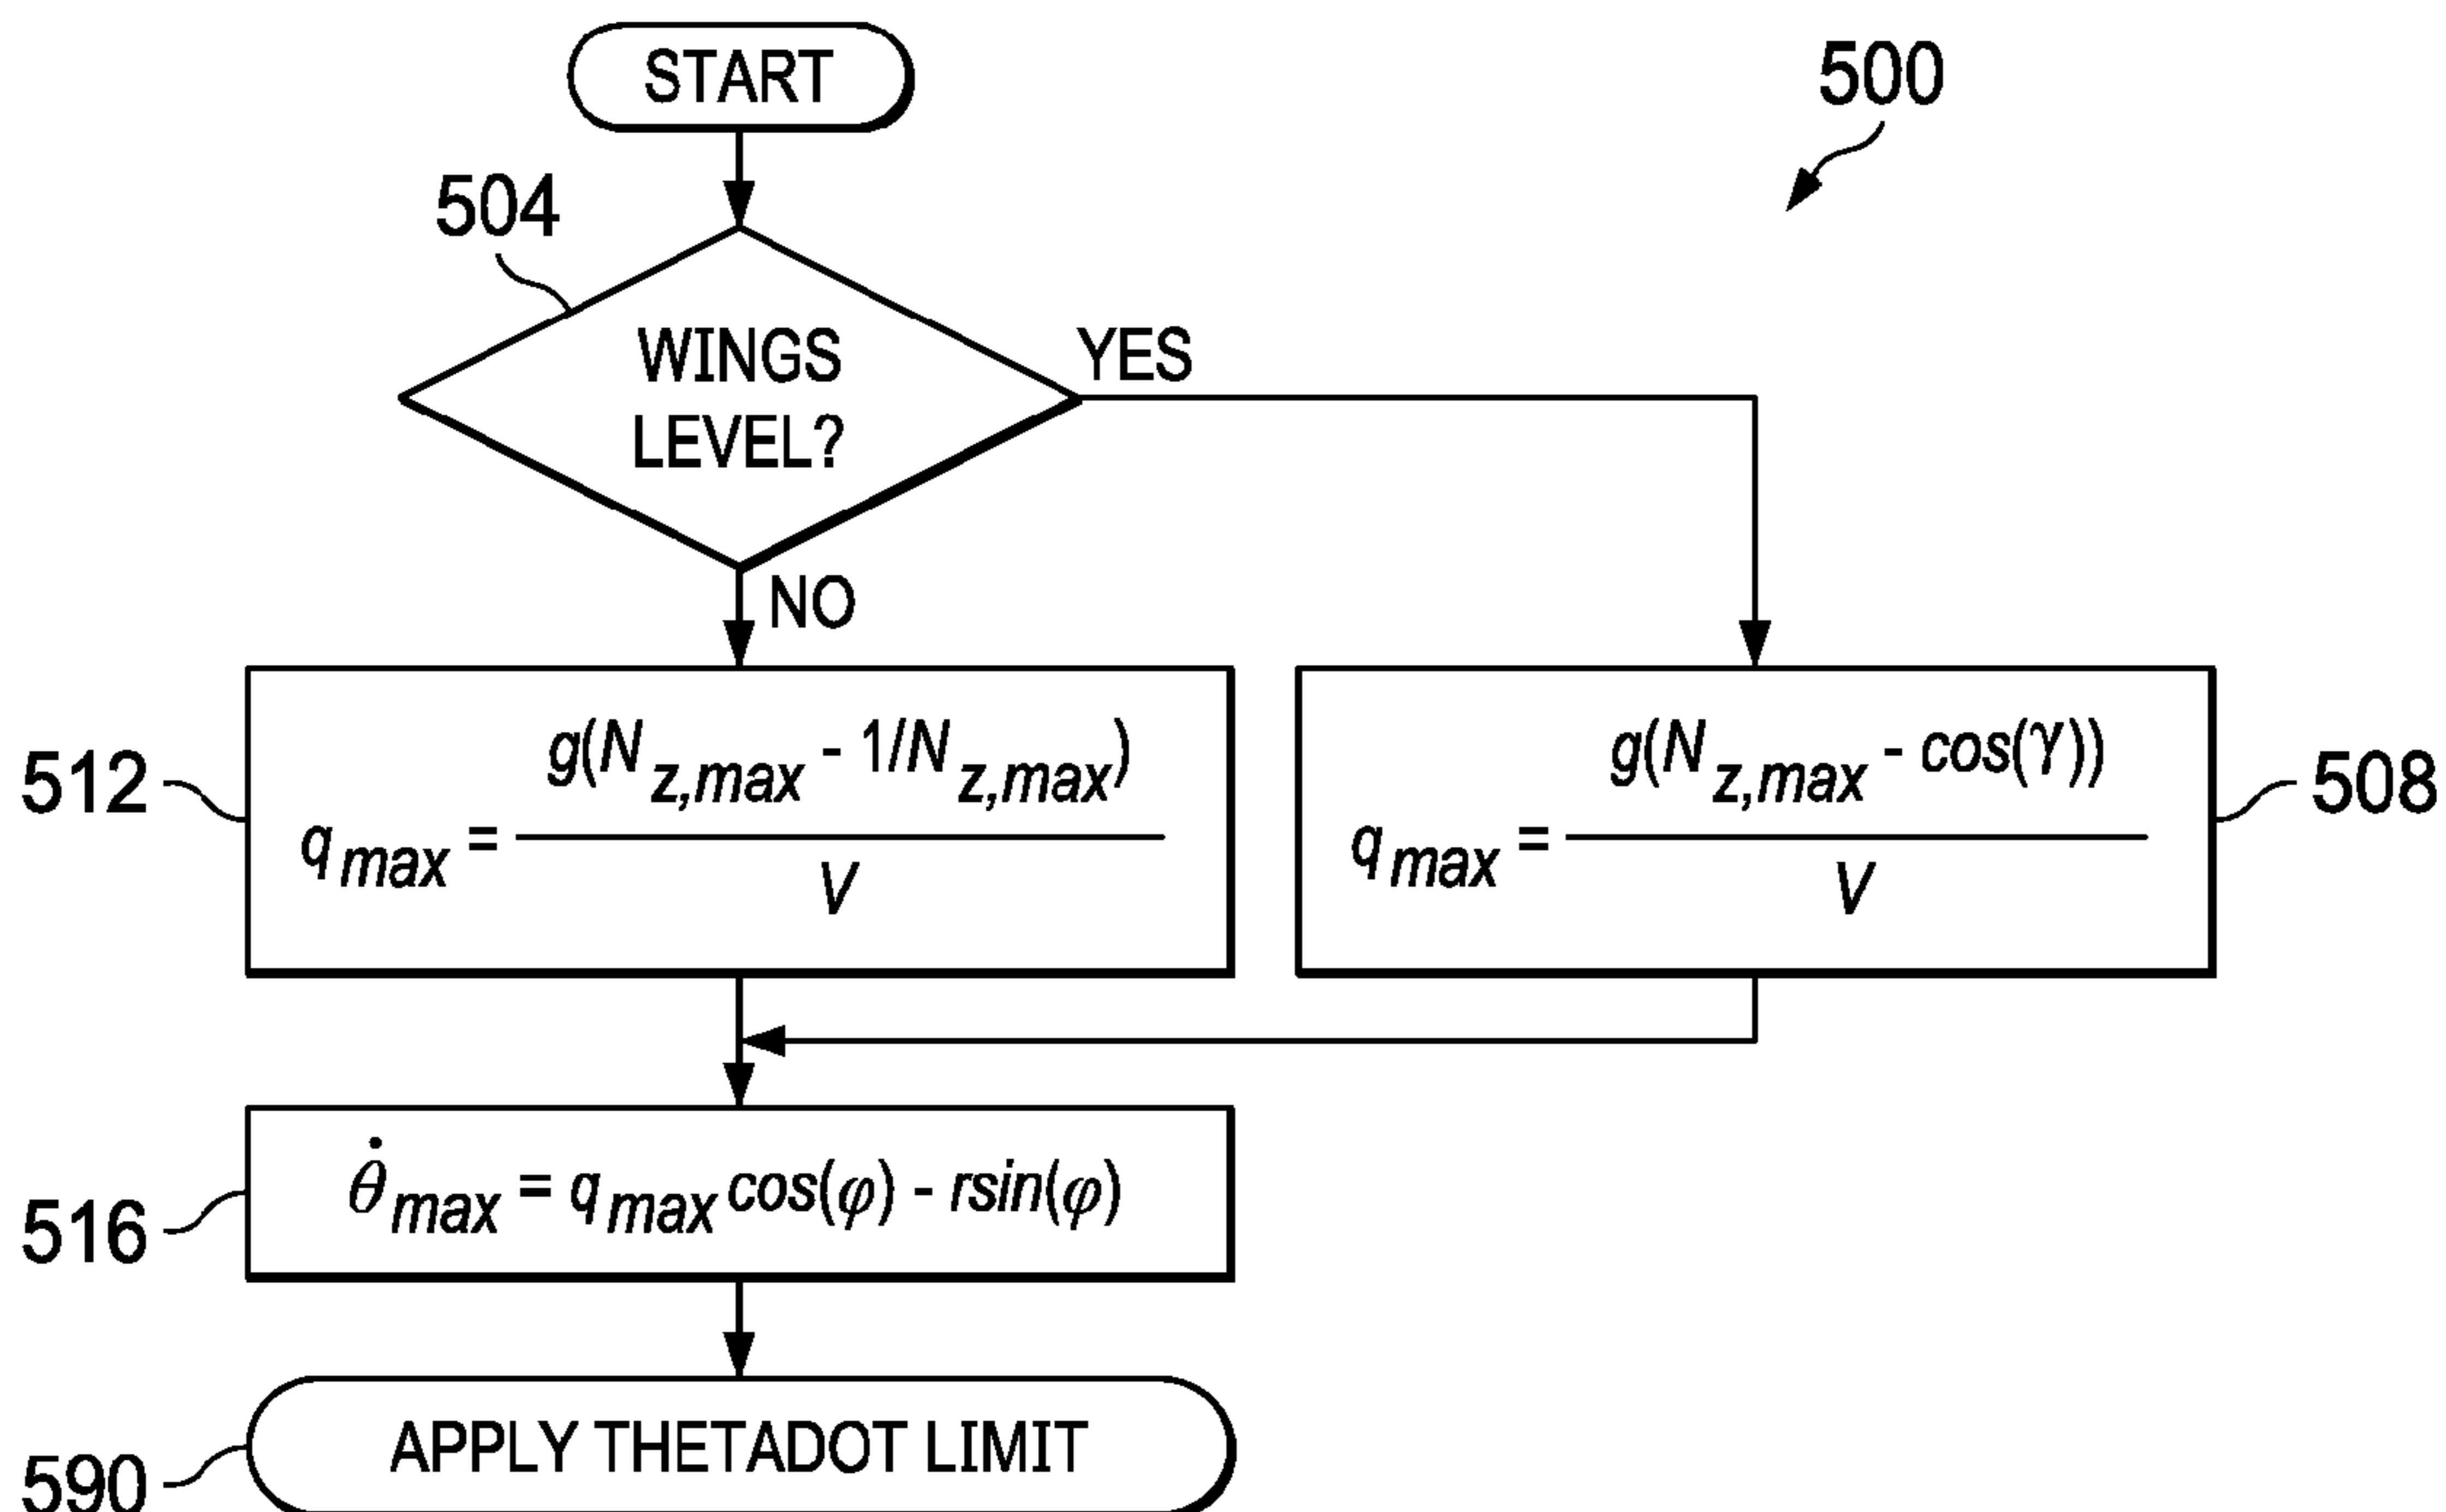 START
500
504
WINGS
LEVEL?
YES
NO
512
q max = g(N z,max - 1/N z,max) / V
q max = g(N z,max - cos(γ)) / V
508
516
θ̇ max = q max cos(φ) - rsin(φ)
590
APPLY THETADOT LIMIT